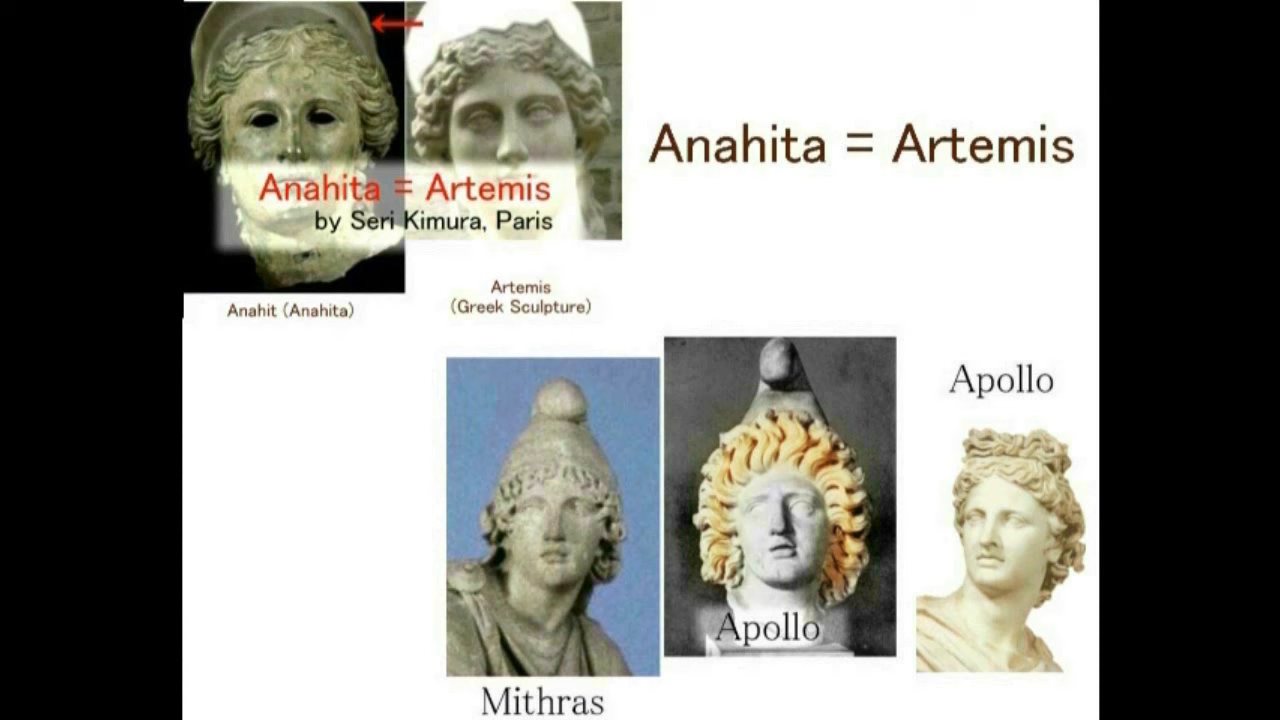 Anahita = Artemis
Anahita = Artemis
by Seri Kimura, Paris
Artemis
(Greek Sculpture)
Anahit (Anahita)
Apollo
Apollo
Mithras